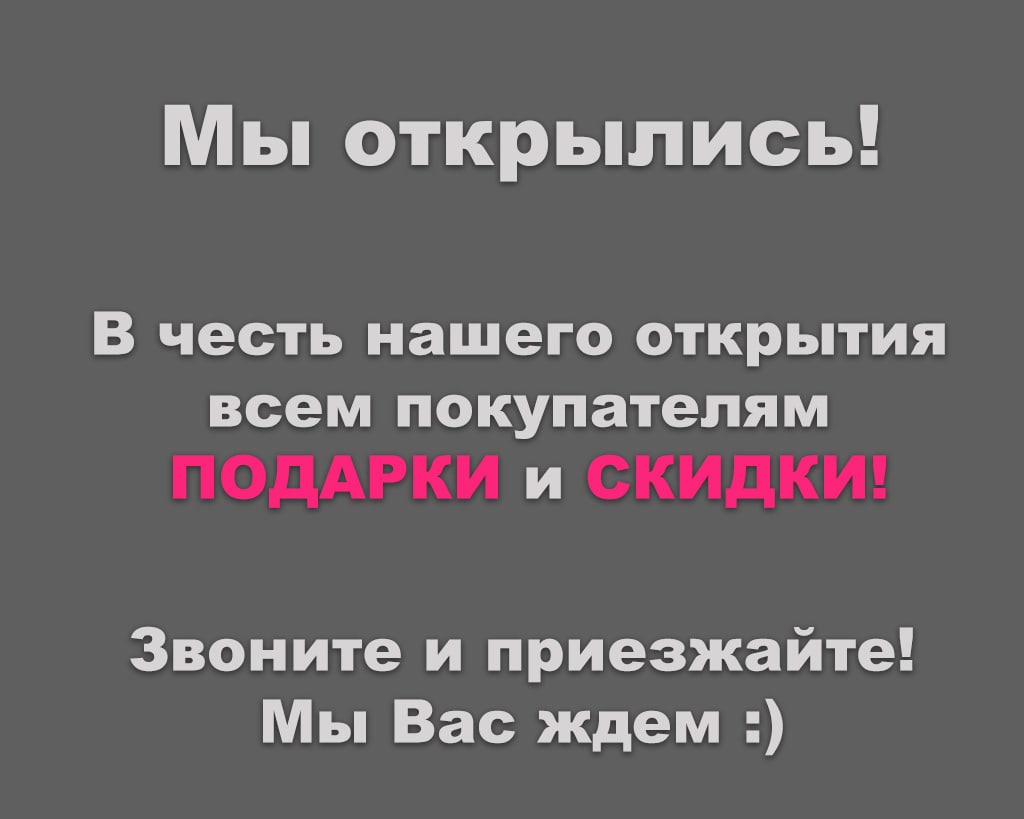 Мы открылись!
В честь нашего открытия
всем покупателям
ПОДАРКИ и СКИДКИ!
Звоните и приезжайте!
Мы Вас ждем :)